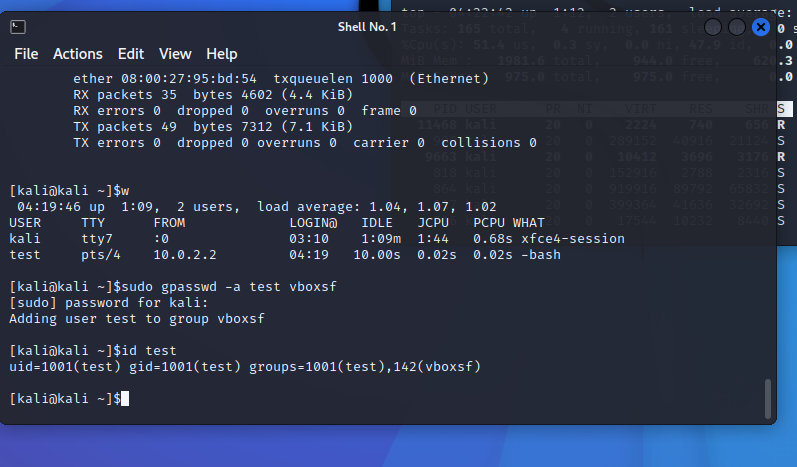 Shell No. 1
File Actions Edit View Help
ether 08:00:27:95:bd:54 txqueuelen 1000 (Ethernet)
RX packets 35 bytes 4602 (4.4 KiB)
RX errors 0 dropped 0 overruns 0 frame 0
TX packets 49 bytes 7312 (7.1 KiB)
TX errors 0 dropped 0 overruns 0 carrier 0 collisions 0
[kali@kali ~]$w
04:19:46 up 1:09, 2 users, load average: 1.04, 1.07, 1.02
USER TTY FROM LOGIN@ IDLE JCPU PCPU WHAT
kali tty7 :0 03:10 1:09m 1:44 0.68s xfce4-session
test pts/4 10.0.2.2 04:19 10.00s 0.02s 0.02s -bash
[kali@kali ~]$sudo gpasswd -a test vboxsf
[sudo] password for kali:
Adding user test to group vboxsf
[kali@kali ~]$id test
uid=1001(test) gid=1001(test) groups=1001(test),142(vboxsf)
[kali@kali ~]$